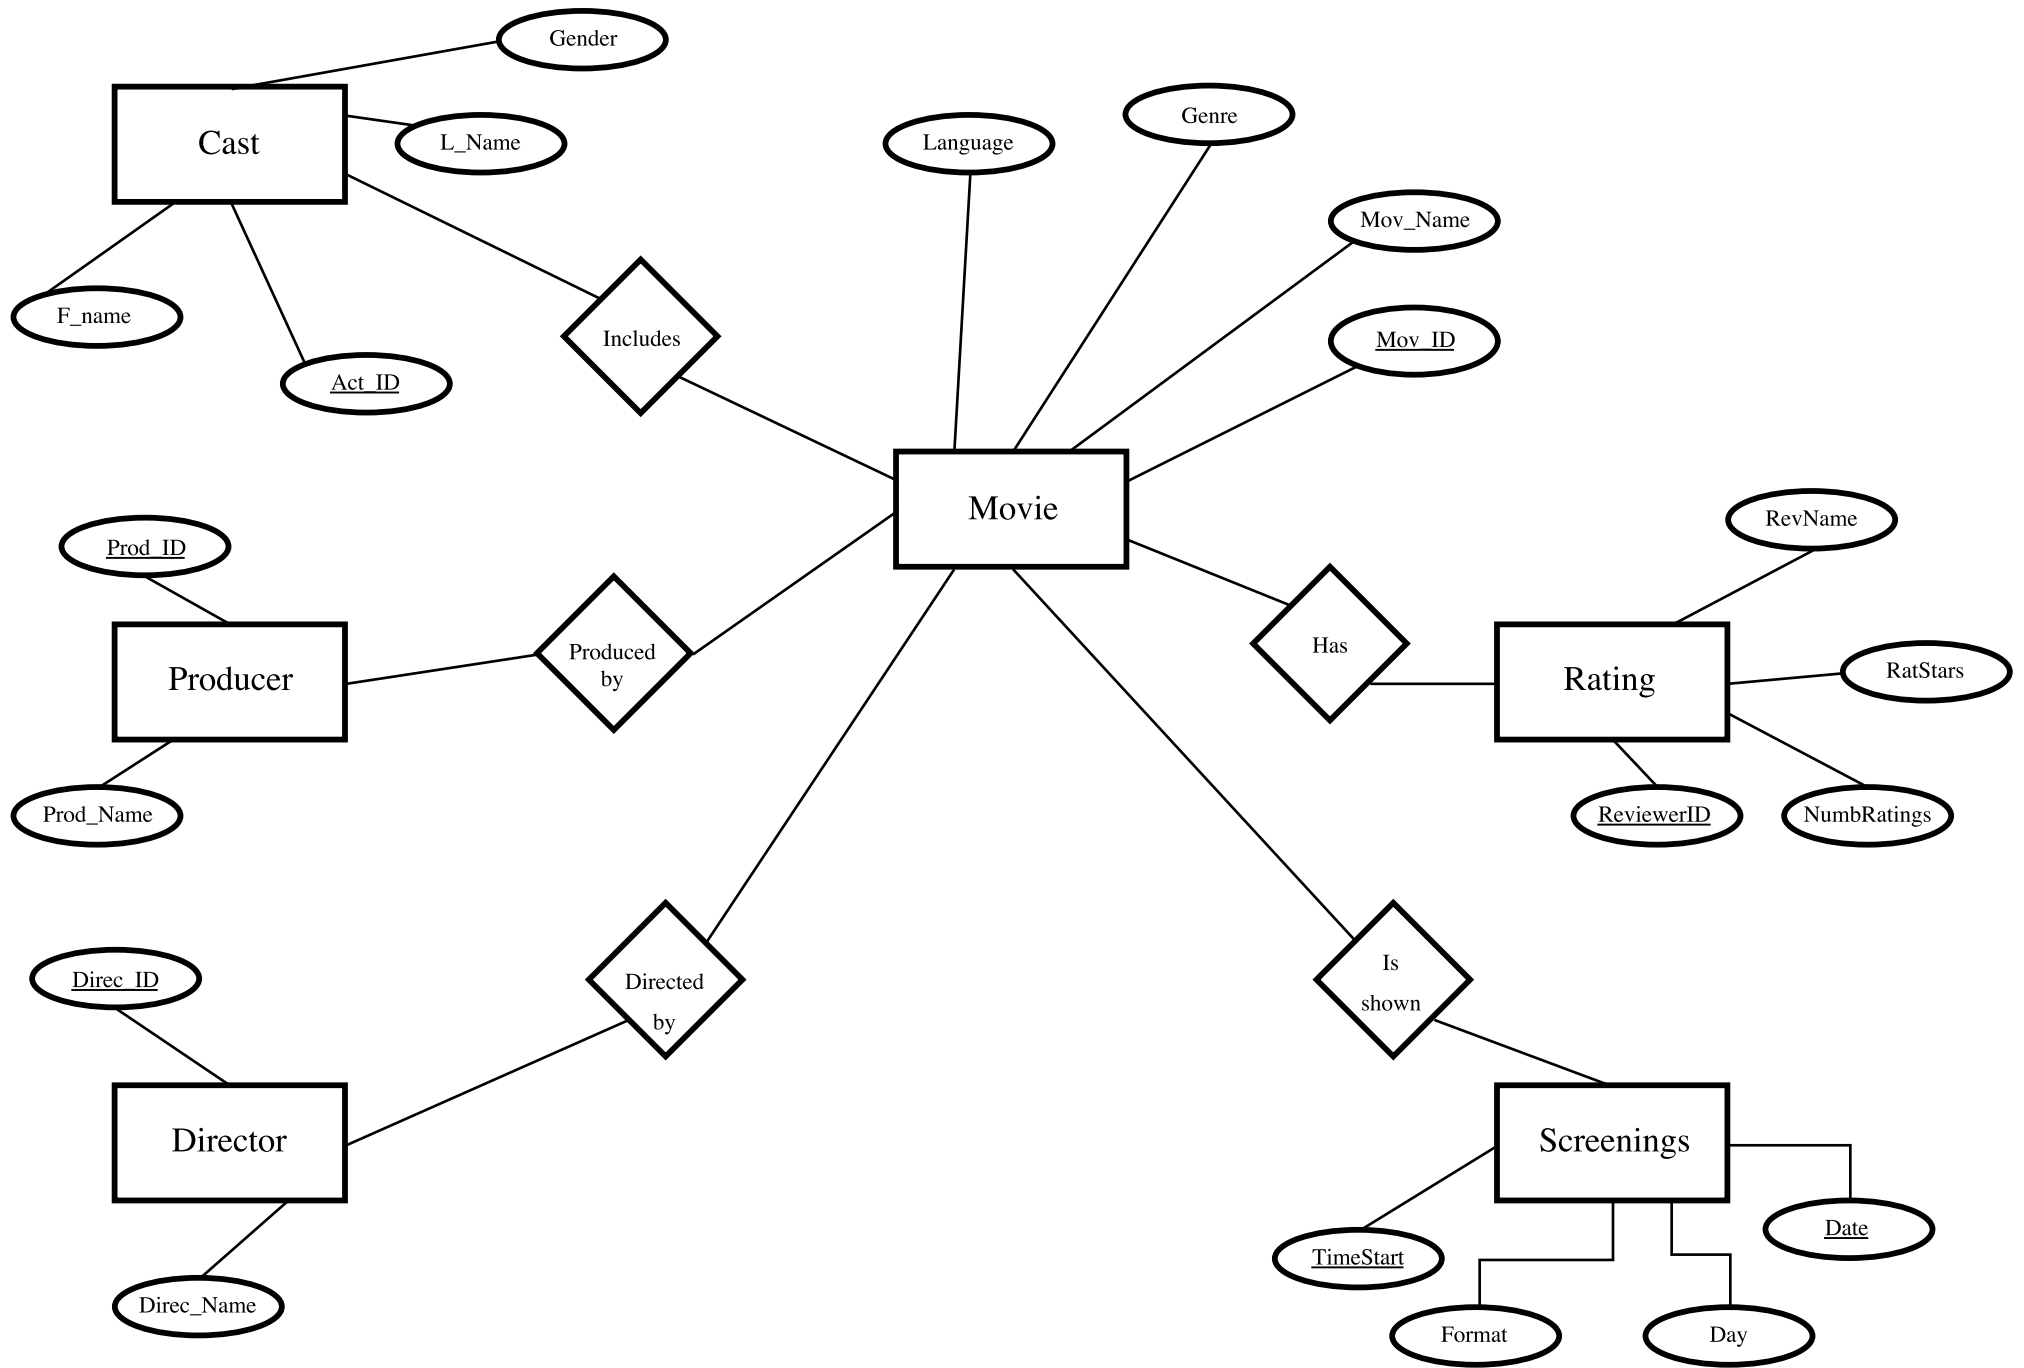 Gender
Cast
L_Name
Language
Genre
Mov_Name
F_name
Includes
Mov_ID
Act_ID
Movie
RevName
Prod_ID
Produced
by
Has
RatStars
Producer
Rating
Prod_Name
ReviewerID
NumbRatings
Direc_ID
Directed
by
Is
shown
Director
Screenings
Date
TimeStart
Direc_Name
Format
Day